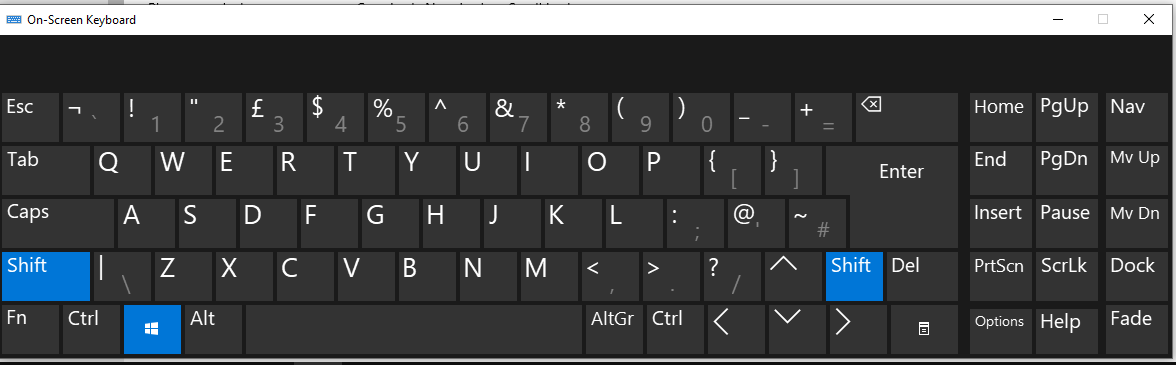 On-Screen Keyboard
Esc ¬ ` ! 1 " 2 £ 3 $ 4 % 5 ^ 6 & 7 * 8 ( 9 ) 0 _ - + = Home PgUp Nav
Tab Q W E R T Y U I O P { [ } ] Enter End PgDn Mv Up
Caps A S D F G H J K L : ; @ ' ~ # Insert Pause Mv Dn
Shift | \ Z X C V B N M < , > . ? / Shift Del PrtScn ScrLk Dock
Fn Ctrl Alt AltGr Ctrl Options Help Fade